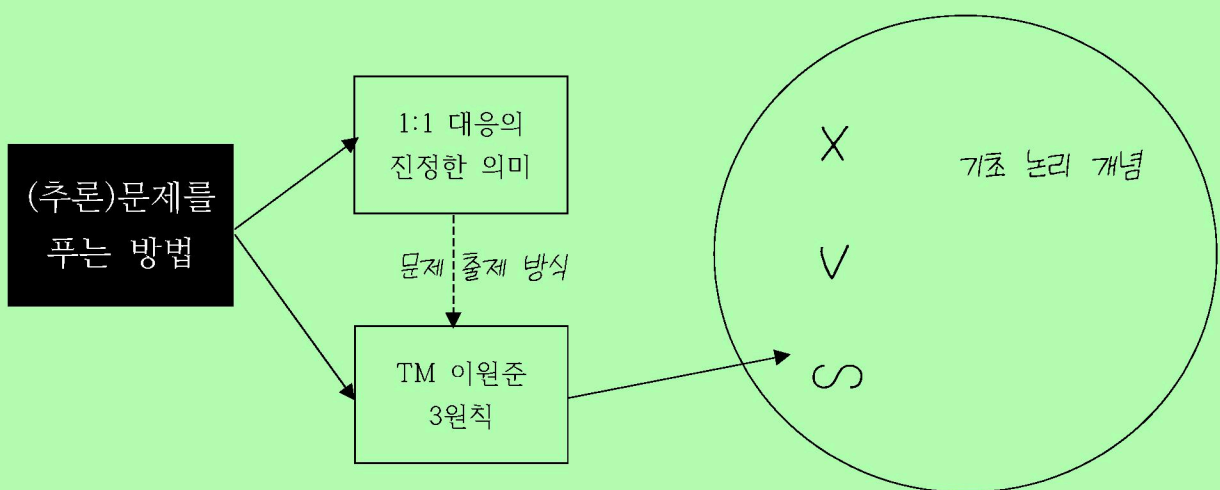 (추론)문제를
푸는 방법
1:1 대응의
진정한 의미
문제 출제 방식
TM 이원준
3원칙
X
V
S
기초 논리 개념